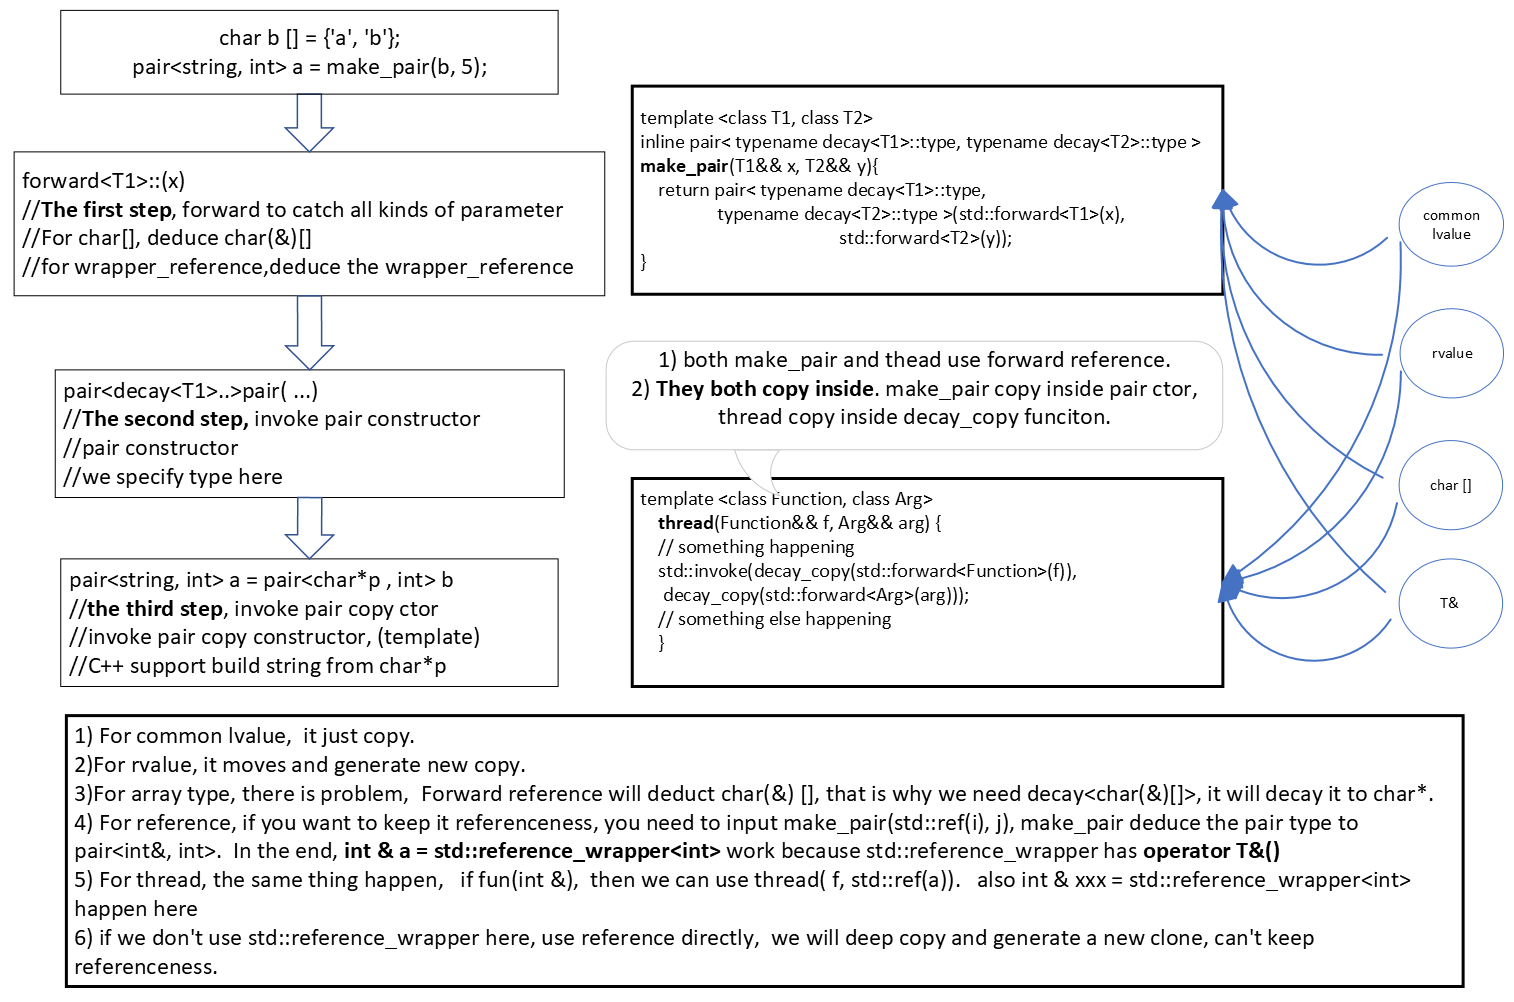 char b [] = {'a', 'b'};
pair<string, int> a = make_pair(b, 5);
forward<T1>::(x)
//The first step, forward to catch all kinds of parameter
//For char[], deduce char(&)[]
//for wrapper_reference,deduce the wrapper_reference
pair<decay<T1>..>pair( ...)
//The second step, invoke pair constructor
//pair constructor
//we specify type here
pair<string, int> a = pair<char*p , int> b
//the third step, invoke pair copy ctor
//invoke pair copy constructor, (template)
//C++ support build string from char*p
template <class T1, class T2>
inline pair< typename decay<T1>::type, typename decay<T2>::type >
make_pair(T1&& x, T2&& y){
return pair< typename decay<T1>::type,
typename decay<T2>::type >(std::forward<T1>(x),
std::forward<T2>(y));
}
1) both make_pair and thead use forward reference.
2) They both copy inside. make_pair copy inside pair ctor,
thread copy inside decay_copy funciton.
template <class Function, class Arg>
thread(Function&& f, Arg&& arg) {
// something happening
std::invoke(decay_copy(std::forward<Function>(f)),
decay_copy(std::forward<Arg>(arg)));
// something else happening
}
common
lvalue
rvalue
char []
T&
1) For common lvalue,  it just copy.
2)For rvalue, it moves and generate new copy.
3)For array type, there is problem,  Forward reference will deduct char(&) [], that is why we need decay<char(&)[]>, it will decay it to char*.
4) For reference, if you want to keep it referenceness, you need to input make_pair(std::ref(i), j), make_pair deduce the pair type to
pair<int&, int>.  In the end, int & a = std::reference_wrapper<int> work because std::reference_wrapper has operator T&()
5) For thread, the same thing happen,   if fun(int &),  then we can use thread( f, std::ref(a)).   also int & xxx = std::reference_wrapper<int>
happen here
6) if we don't use std::reference_wrapper here, use reference directly,  we will deep copy and generate a new clone, can't keep
referenceness.